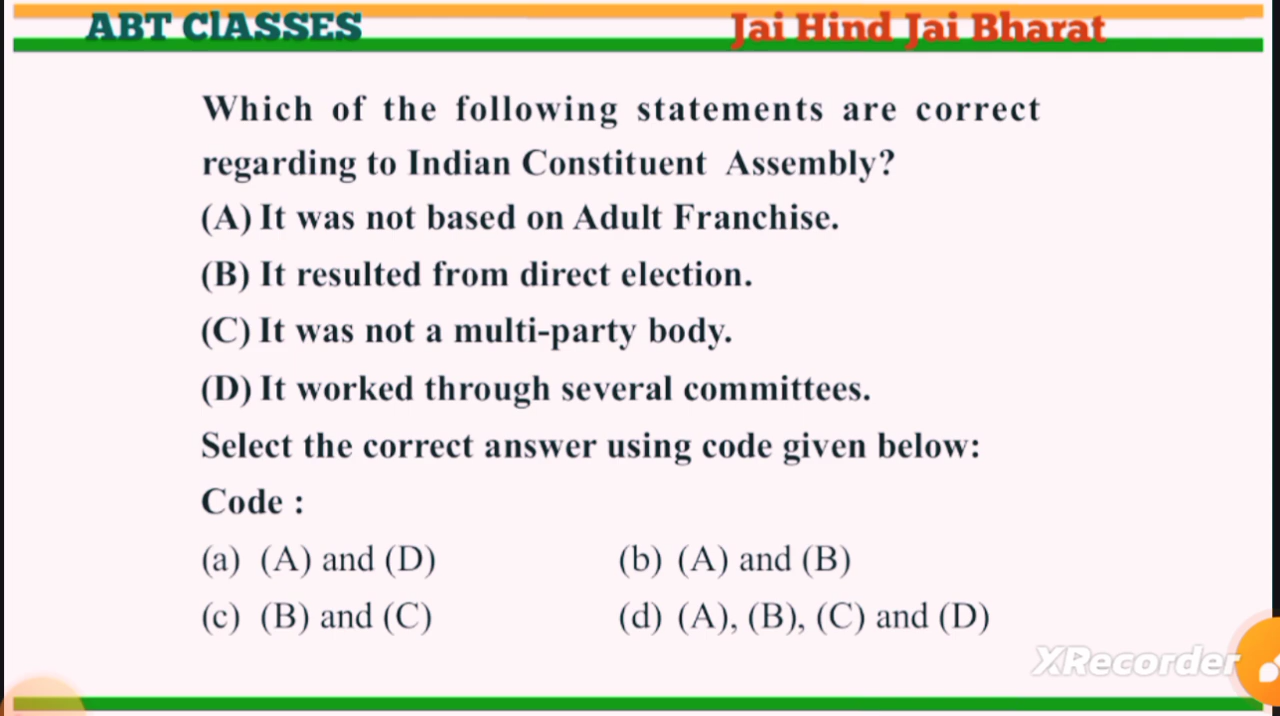 ABT ClASSES Jai Hind Jai Bharat
Which of the following statements are correct
regarding to Indian Constituent Assembly?
(A) It was not based on Adult Franchise.
(B) It resulted from direct election.
(C) It was not a multi-party body.
(D) It worked through several committees.
Select the correct answer using code given below:
Code :
(a) (A) and (D) (b) (A) and (B)
(c) (B) and (C) (d) (A), (B), (C) and (D)
XRecorder